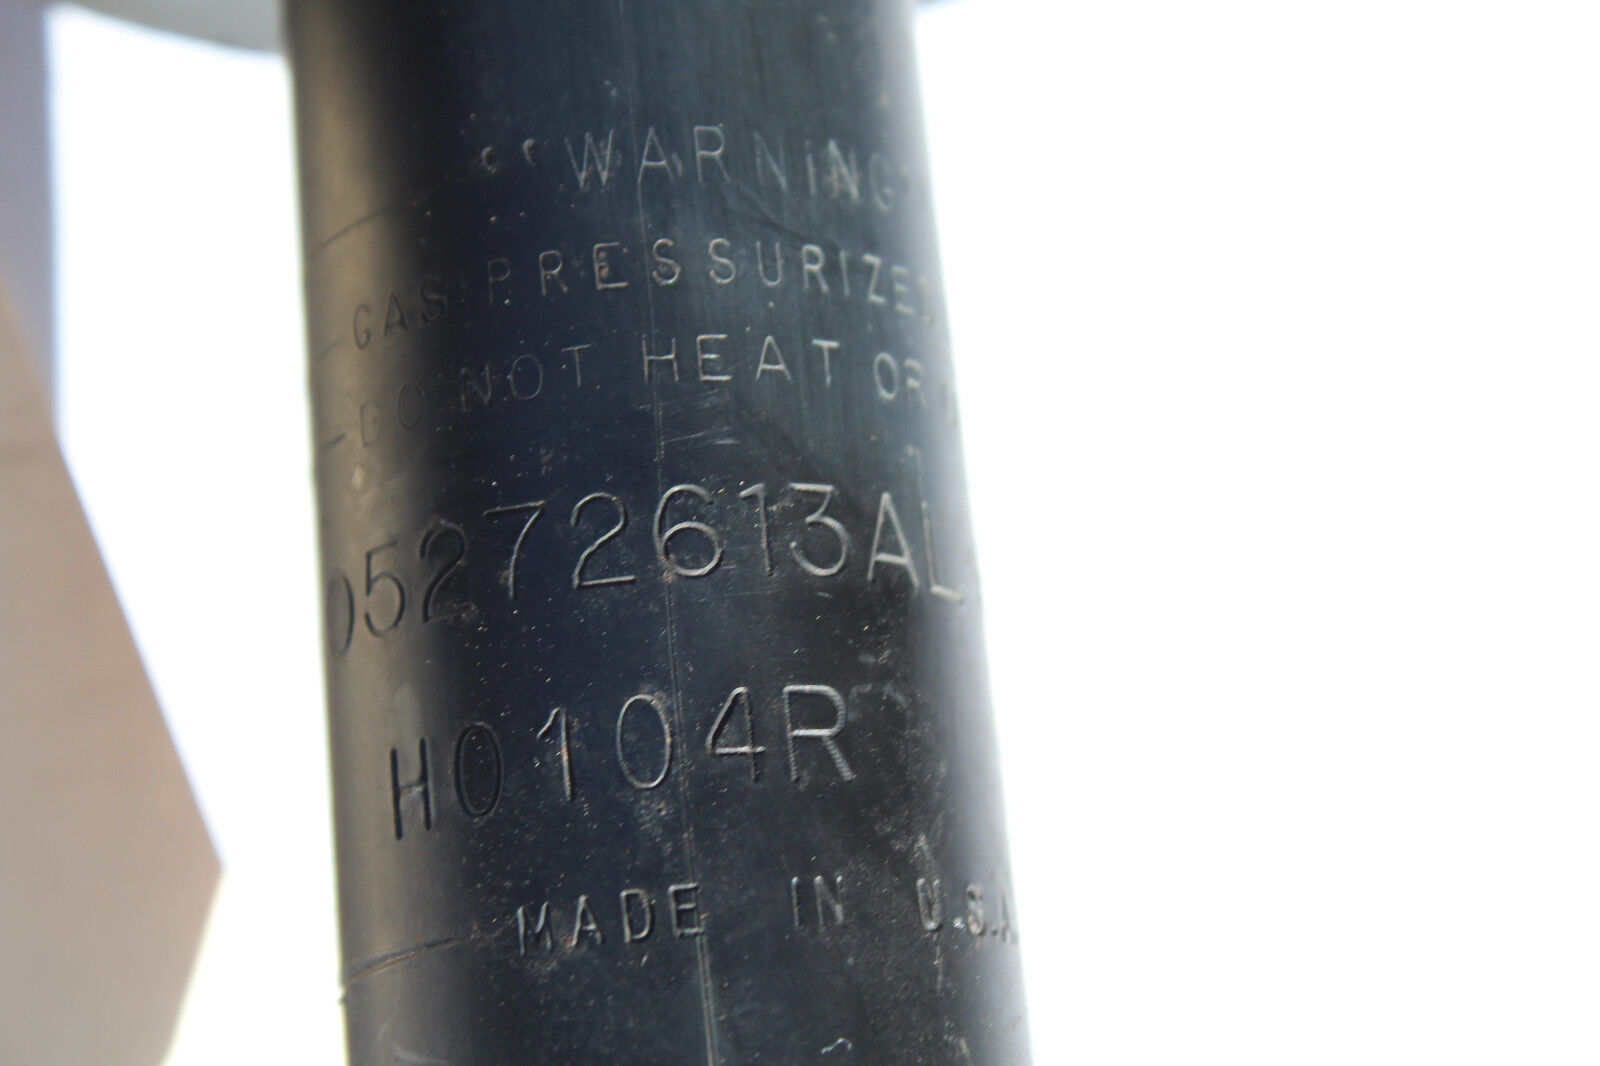 "WARNING"
-GAS PRESSURIZED
-DO NOT HEAT OR
05272613AL
H0104R
MADE IN U.S.A.